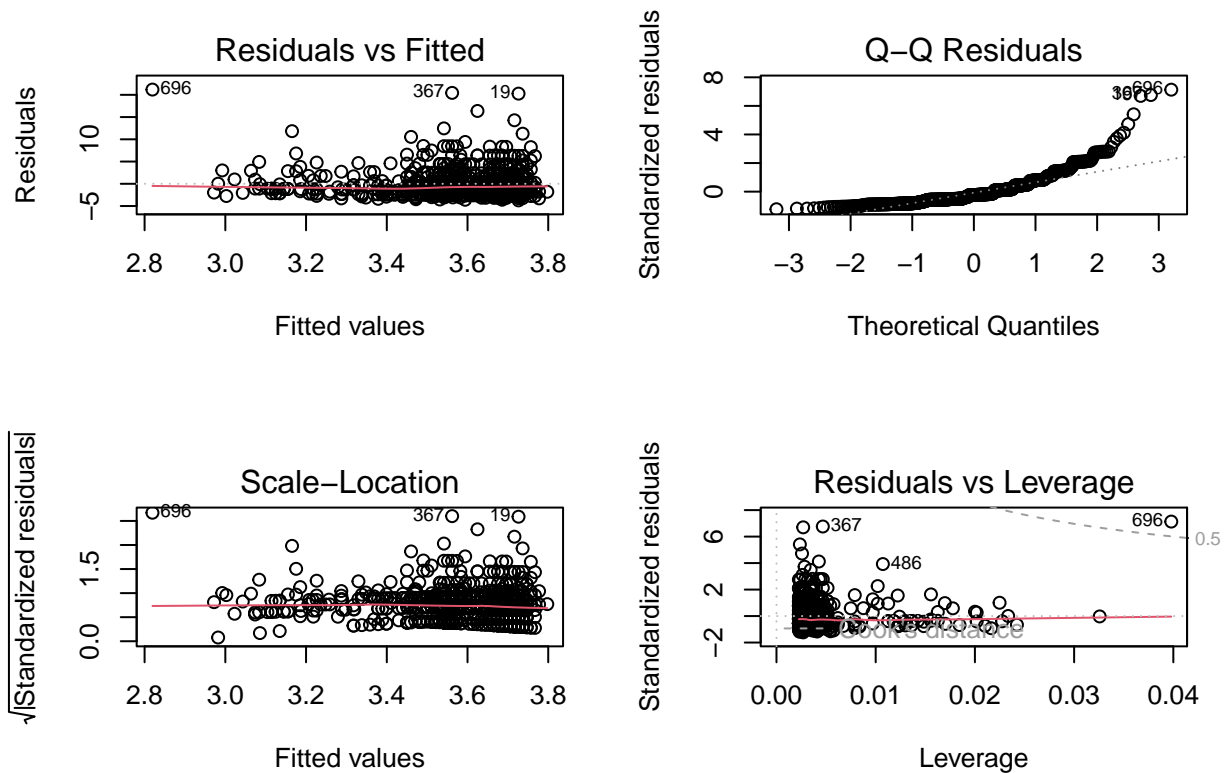 Residuals vs Fitted
Residuals
−5
10
2.8 3.0 3.2 3.4 3.6 3.8
Fitted values
696
367
19
Q−Q Residuals
Standardized residuals
0
4
8
−3 −2 −1 0 1 2 3
Theoretical Quantiles
696
Scale−Location
√|Standardized residuals|
0.0
1.5
2.8 3.0 3.2 3.4 3.6 3.8
Fitted values
696
367
19
Residuals vs Leverage
Standardized residuals
−2
2
6
0.00 0.01 0.02 0.03 0.04
Leverage
Cook's distance
0.5
696
367
486